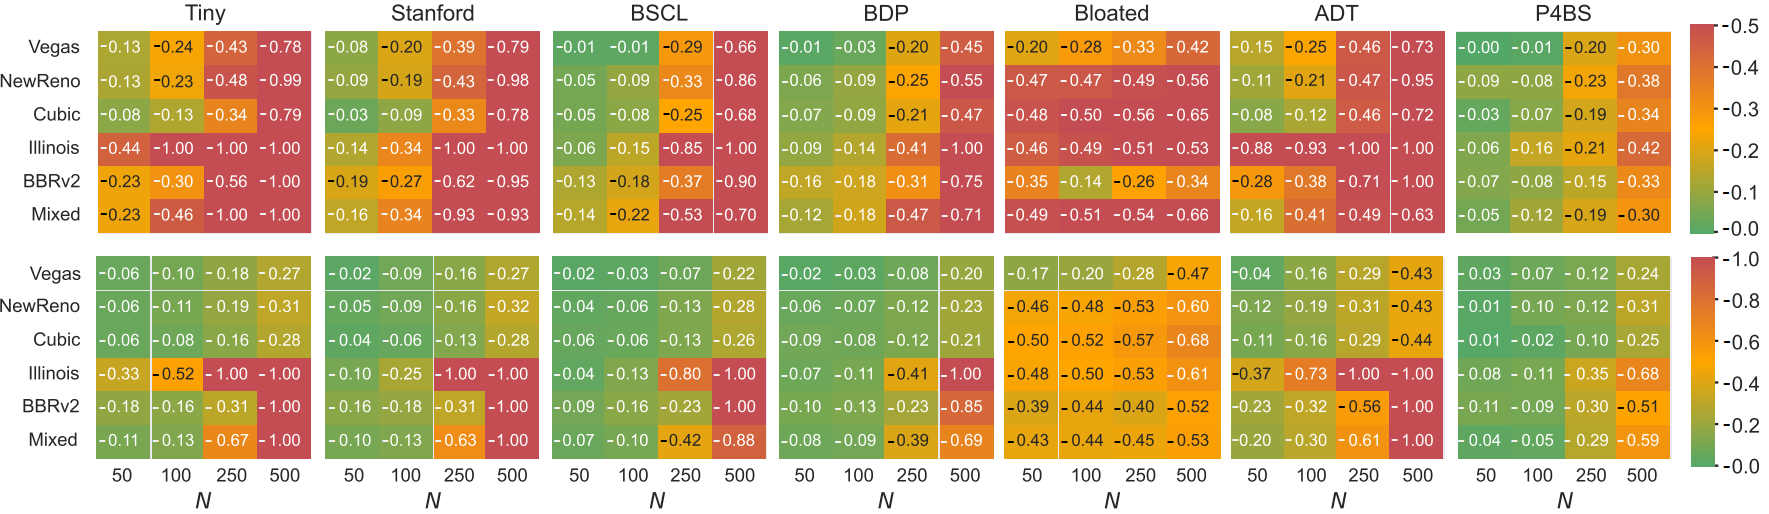 Tiny Stanford BSCL BDP Bloated ADT P4BS
Vegas -0.13 -0.24 -0.43 -0.78 -0.08 -0.20 -0.39 -0.79 -0.01 -0.01 -0.29 -0.66 -0.01 -0.03 -0.20 -0.45 -0.20 -0.28 -0.33 -0.42 -0.15 -0.25 -0.46 -0.73 -0.00 -0.01 -0.20 -0.30
NewReno -0.13 -0.23 -0.48 -0.99 -0.09 -0.19 -0.43 -0.98 -0.05 -0.09 -0.33 -0.86 -0.06 -0.09 -0.25 -0.55 -0.47 -0.47 -0.49 -0.56 -0.11 -0.21 -0.47 -0.95 -0.09 -0.08 -0.23 -0.38
Cubic -0.08 -0.13 -0.34 -0.79 -0.03 -0.09 -0.33 -0.78 -0.05 -0.08 -0.25 -0.68 -0.07 -0.09 -0.21 -0.47 -0.48 -0.50 -0.56 -0.65 -0.08 -0.12 -0.46 -0.72 -0.03 -0.07 -0.19 -0.34
Illinois -0.44 -1.00 -1.00 -1.00 -0.14 -0.34 -1.00 -1.00 -0.06 -0.15 -0.85 -1.00 -0.09 -0.14 -0.41 -1.00 -0.46 -0.49 -0.51 -0.53 -0.88 -0.93 -1.00 -1.00 -0.06 -0.16 -0.21 -0.42
BBRv2 -0.23 -0.30 -0.56 -1.00 -0.19 -0.27 -0.62 -0.95 -0.13 -0.18 -0.37 -0.90 -0.16 -0.18 -0.31 -0.75 -0.35 -0.14 -0.26 -0.34 -0.28 -0.38 -0.71 -1.00 -0.07 -0.08 -0.15 -0.33
Mixed -0.23 -0.46 -1.00 -1.00 -0.16 -0.34 -0.93 -0.93 -0.14 -0.22 -0.53 -0.70 -0.12 -0.18 -0.47 -0.71 -0.49 -0.51 -0.54 -0.66 -0.16 -0.41 -0.49 -0.63 -0.05 -0.12 -0.19 -0.30
-0.5
-0.4
-0.3
-0.2
-0.1
-0.0
Vegas -0.06 -0.10 -0.18 -0.27 -0.02 -0.09 -0.16 -0.27 -0.02 -0.03 -0.07 -0.22 -0.02 -0.03 -0.08 -0.20 -0.17 -0.20 -0.28 -0.47 -0.04 -0.16 -0.29 -0.43 -0.03 -0.07 -0.12 -0.24
NewReno -0.06 -0.11 -0.19 -0.31 -0.05 -0.09 -0.16 -0.32 -0.04 -0.06 -0.13 -0.28 -0.06 -0.07 -0.12 -0.23 -0.46 -0.48 -0.53 -0.60 -0.12 -0.19 -0.31 -0.43 -0.01 -0.10 -0.12 -0.31
Cubic -0.06 -0.08 -0.16 -0.28 -0.04 -0.06 -0.13 -0.28 -0.06 -0.06 -0.13 -0.26 -0.09 -0.08 -0.12 -0.21 -0.50 -0.52 -0.57 -0.68 -0.11 -0.16 -0.29 -0.44 -0.01 -0.02 -0.10 -0.25
Illinois -0.33 -0.52 -1.00 -1.00 -0.10 -0.25 -1.00 -1.00 -0.04 -0.13 -0.80 -1.00 -0.07 -0.11 -0.41 -1.00 -0.48 -0.50 -0.53 -0.61 -0.37 -0.73 -1.00 -1.00 -0.08 -0.11 -0.35 -0.68
BBRv2 -0.18 -0.16 -0.31 -1.00 -0.16 -0.18 -0.31 -1.00 -0.09 -0.16 -0.23 -1.00 -0.10 -0.13 -0.23 -0.85 -0.39 -0.44 -0.40 -0.52 -0.23 -0.32 -0.56 -1.00 -0.11 -0.09 -0.30 -0.51
Mixed -0.11 -0.13 -0.67 -1.00 -0.10 -0.13 -0.63 -1.00 -0.07 -0.10 -0.42 -0.88 -0.08 -0.09 -0.39 -0.69 -0.43 -0.44 -0.45 -0.53 -0.20 -0.30 -0.61 -1.00 -0.04 -0.05 -0.29 -0.59
-1.0
-0.8
-0.6
-0.4
-0.2
-0.0
50 100 250 500 50 100 250 500 50 100 250 500 50 100 250 500 50 100 250 500 50 100 250 500 50 100 250 500
N N N N N N N